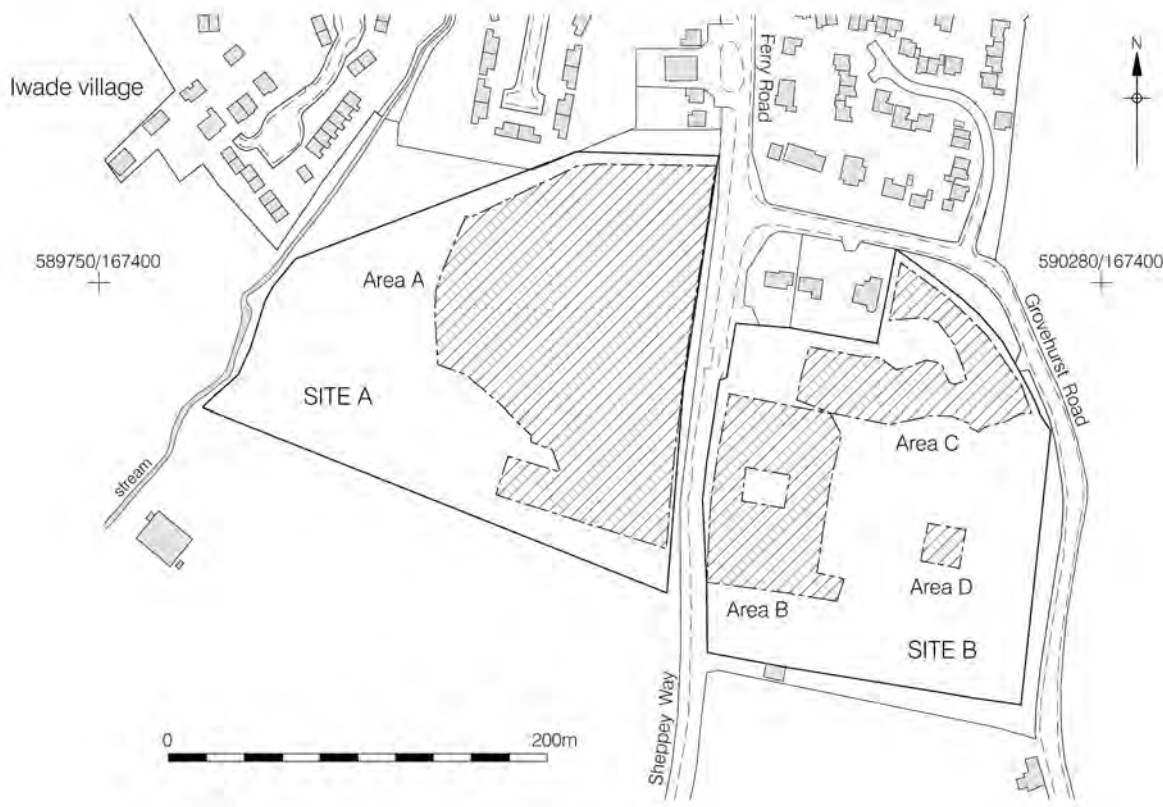 Iwade village
Ferry Road
N
589750/167400
590280/167400
Area A
Grovehurst Road
SITE A
Area C
stream
Area D
Area B
SITE B
Sheppey Way
0 200m